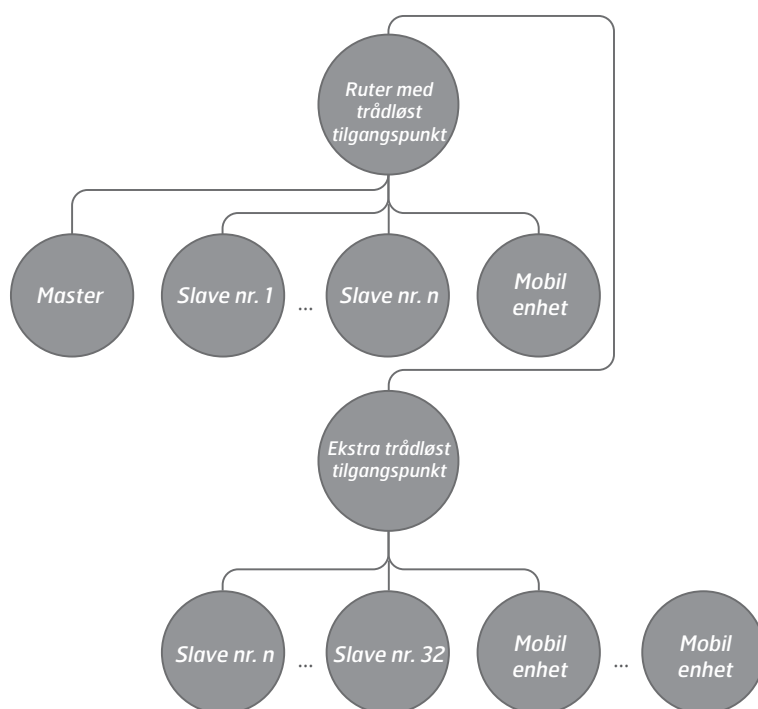 Ruter med
trådløst
tilgangspunkt
Master
Slave nr. 1
...
Slave nr. n
Mobil
enhet
Ekstra trådløst
tilgangspunkt
Slave nr. n
...
Slave nr. 32
Mobil
enhet
...
Mobil
enhet